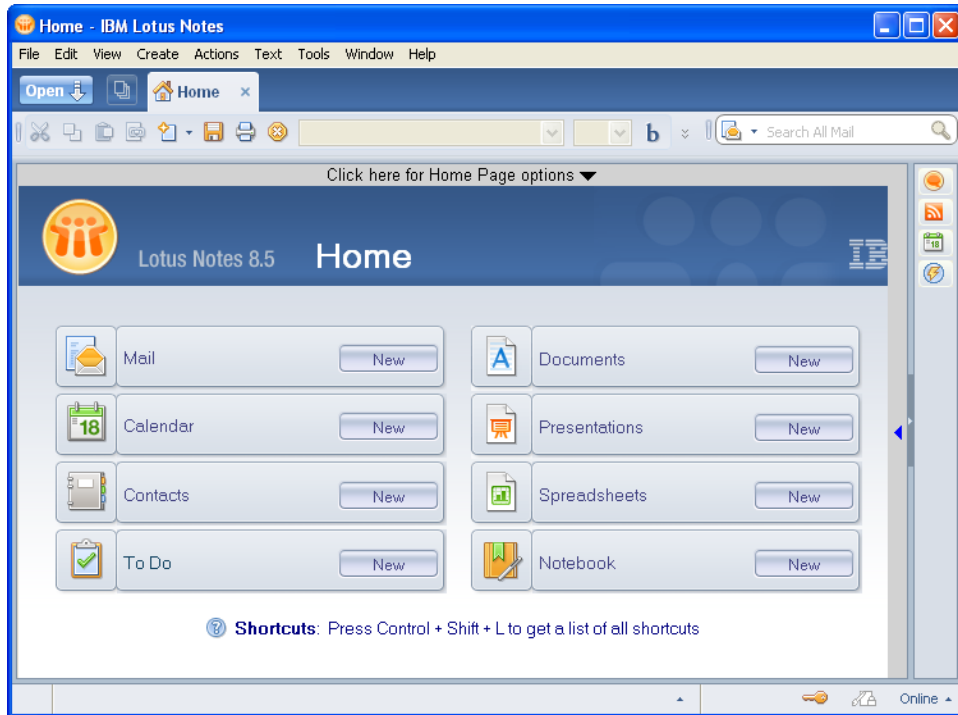 Home - IBM Lotus Notes
File Edit View Create Actions Text Tools Window Help
Open Home
b Search All Mail
Click here for Home Page options
Lotus Notes 8.5 Home IB
18
Mail New Documents New
18 Calendar New Presentations New
Contacts New Spreadsheets New
To Do New Notebook New
Shortcuts: Press Control + Shift + L to get a list of all shortcuts
Online